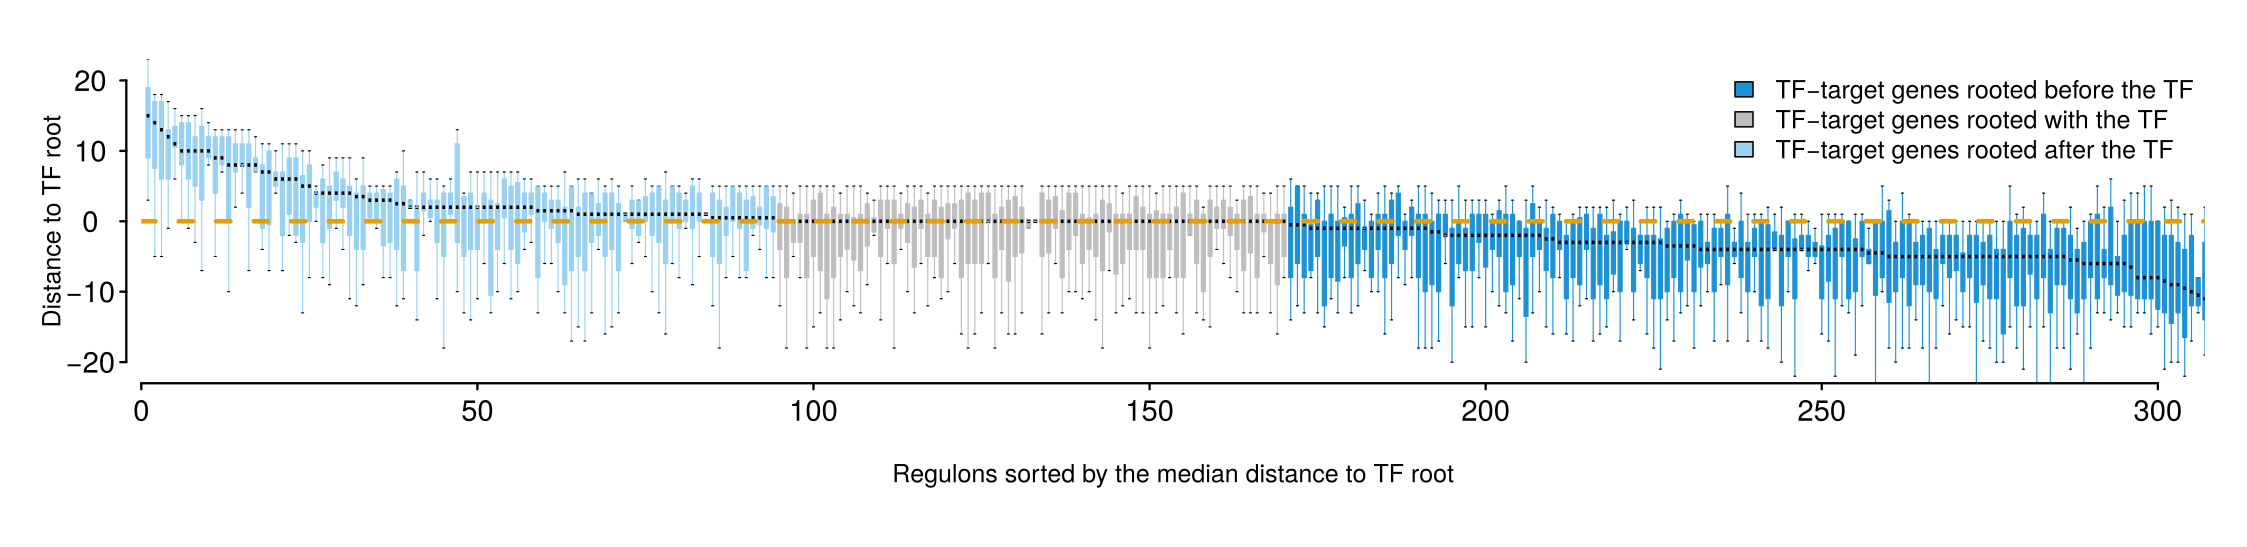 20
10
0
−10
−20
Distance to TF root
TF−target genes rooted before the TF
TF−target genes rooted with the TF
TF−target genes rooted after the TF
0 50 100 150 200 250 300
Regulons sorted by the median distance to TF root